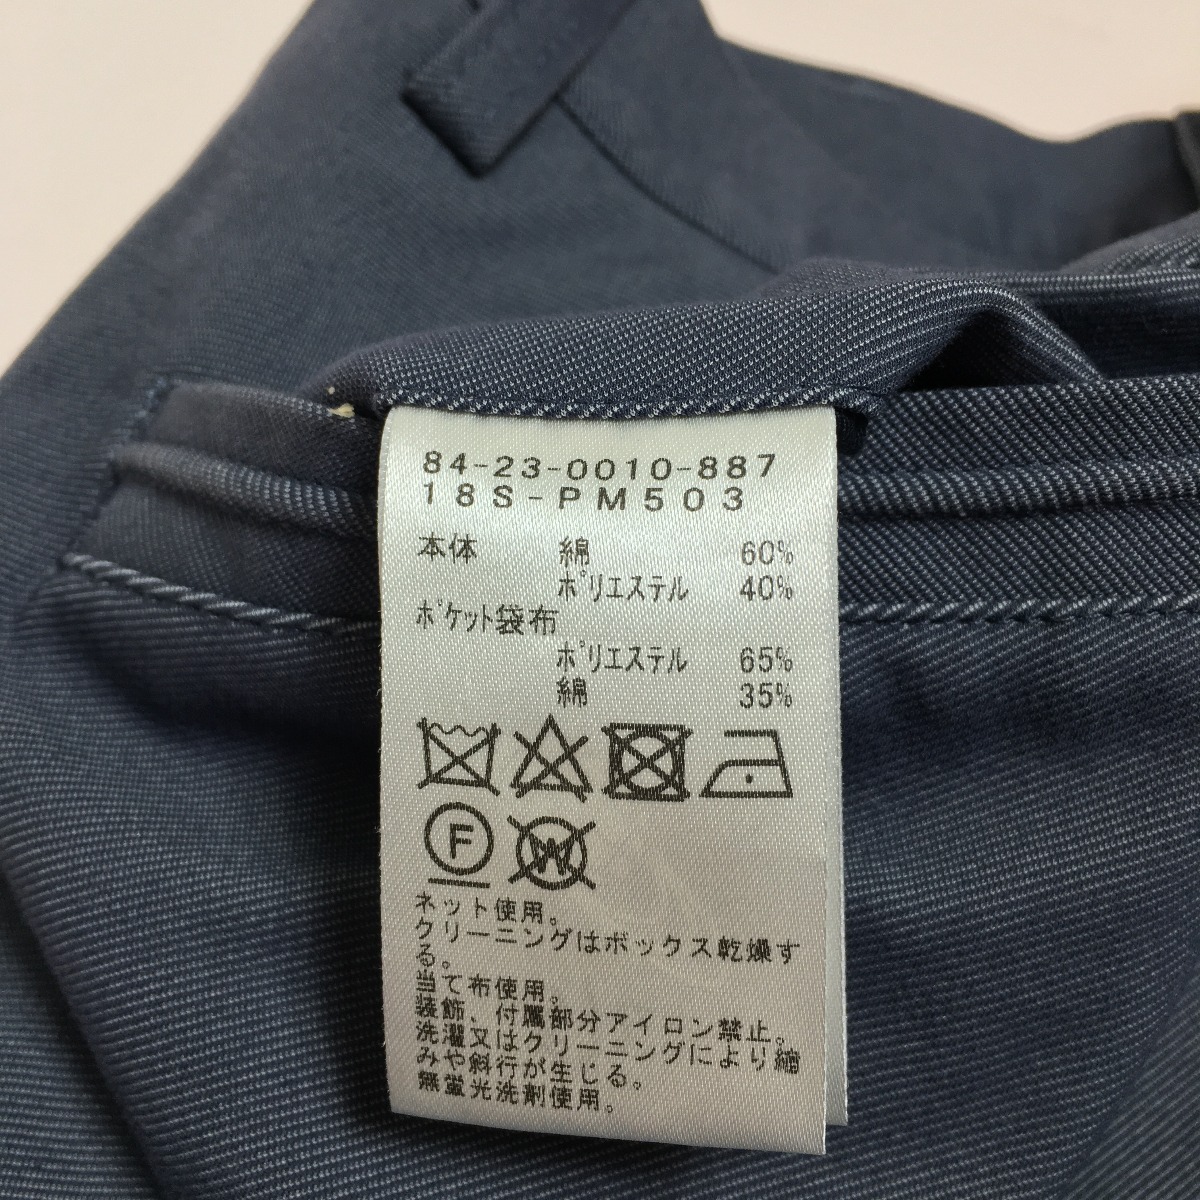 84-23-0010-887
18S-PM503
本体 綿 60%
ポリエステル 40%
ポケット袋布
ポリエステル 65%
綿 35%
F
W
ネット使用。
クリーニングはボックス乾燥す
る。
当て布使用。
装飾、付属部分アイロン禁止。
洗濯又はクリーニングにより縮
みや斜行が生じる。
無蛍光洗剤使用。